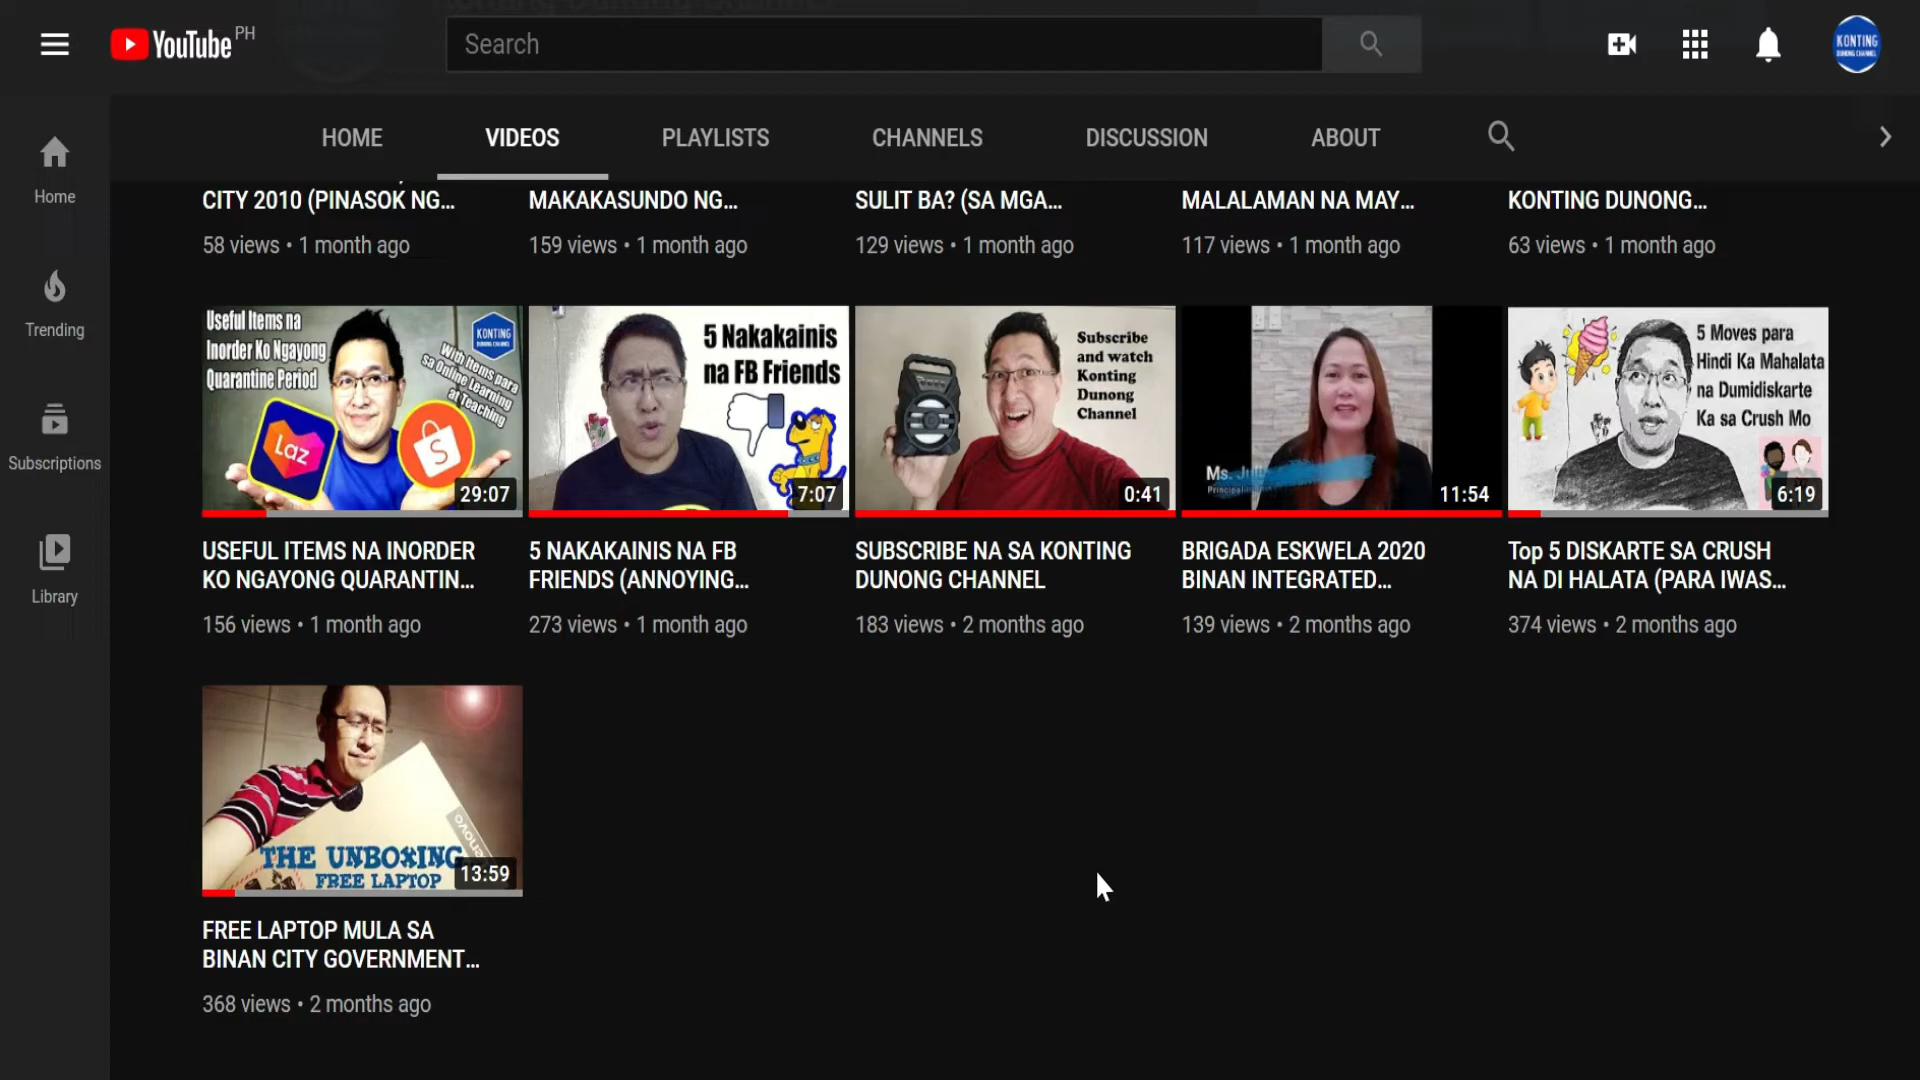 YouTube PH
Search
KONTING
DUNONG CHANNEL
HOME VIDEOS PLAYLISTS CHANNELS DISCUSSION ABOUT
Home
Trending
Subscriptions
Library
CITY 2010 (PINASOK NG...
58 views • 1 month ago
MAKAKASUNDO NG...
159 views • 1 month ago
SULIT BA? (SA MGA...
129 views • 1 month ago
MALALAMAN NA MAY...
117 views • 1 month ago
KONTING DUNONG...
63 views • 1 month ago
Useful Items na
Inorder Ko Ngayong
Quarantine Period
KONTING
DUNONG CHANNEL
With Items para
sa Online Learning
at Teaching
Laz
S
29:07
USEFUL ITEMS NA INORDER
KO NGAYONG QUARANTIN...
156 views • 1 month ago
5 Nakakainis
na FB Friends
7:07
5 NAKAKAINIS NA FB
FRIENDS (ANNOYING...
273 views • 1 month ago
Subscribe
and watch
Konting
Dunong
Channel
0:41
SUBSCRIBE NA SA KONTING
DUNONG CHANNEL
183 views • 2 months ago
Ms.
11:54
BRIGADA ESKWELA 2020
BINAN INTEGRATED...
139 views • 2 months ago
5 Moves para
Hindi Ka Mahalata
na Dumidiskarte
Ka sa Crush Mo
6:19
Top 5 DISKARTE SA CRUSH
NA DI HALATA (PARA IWAS...
374 views • 2 months ago
Lenovo
THE UNBOXING
FREE LAPTOP
13:59
FREE LAPTOP MULA SA
BINAN CITY GOVERNMENT...
368 views • 2 months ago